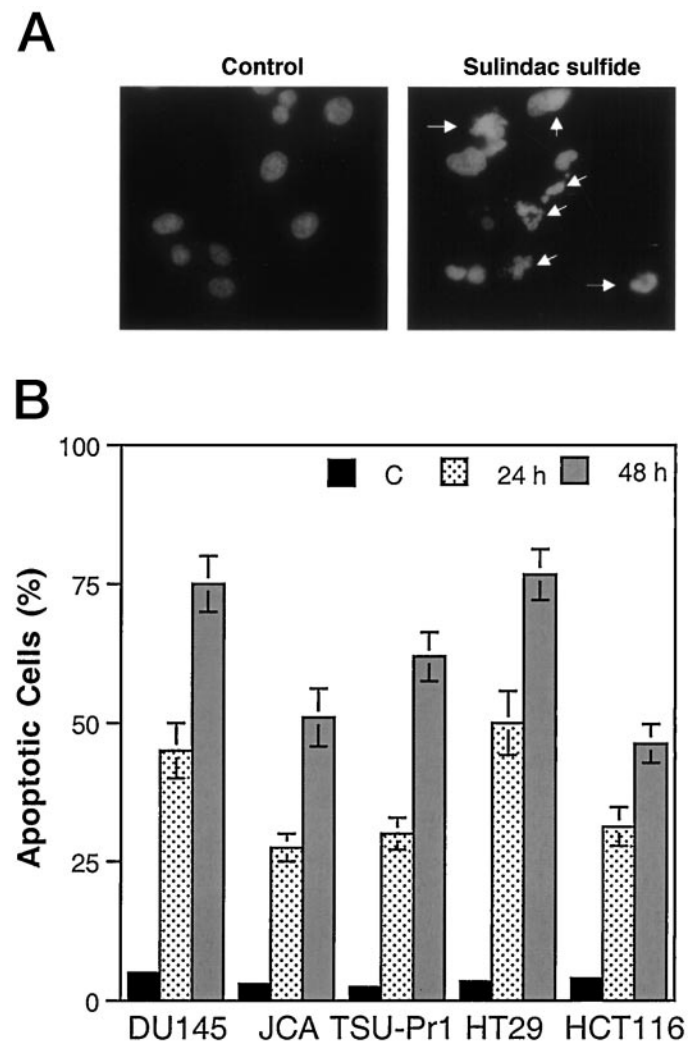 A
Control Sulindac sulfide
B
Apoptotic Cells (%)
100
75
50
25
0
C 24 h 48 h
DU145 JCA TSU-Pr1 HT29 HCT116